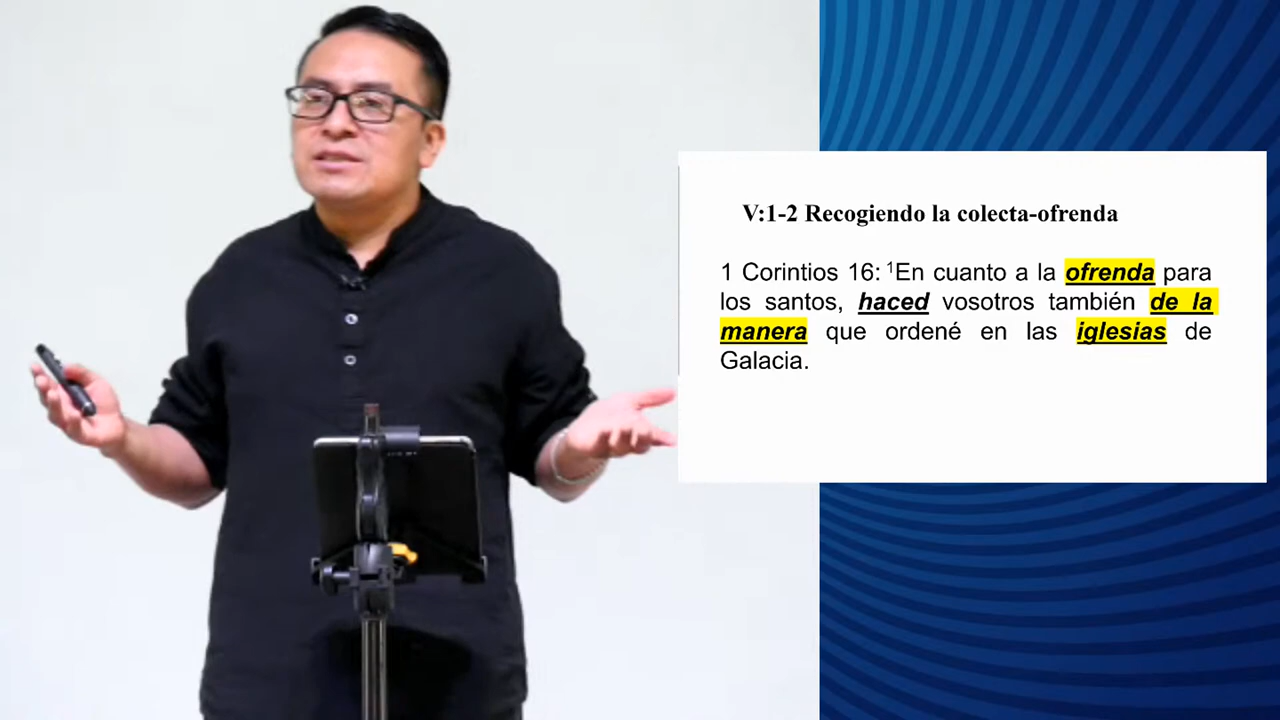 V:1-2 Recogiendo la colecta-ofrenda
1 Corintios 16: ¹En cuanto a la ofrenda para
los santos, haced vosotros también de la
manera que ordené en las iglesias de
Galacia.